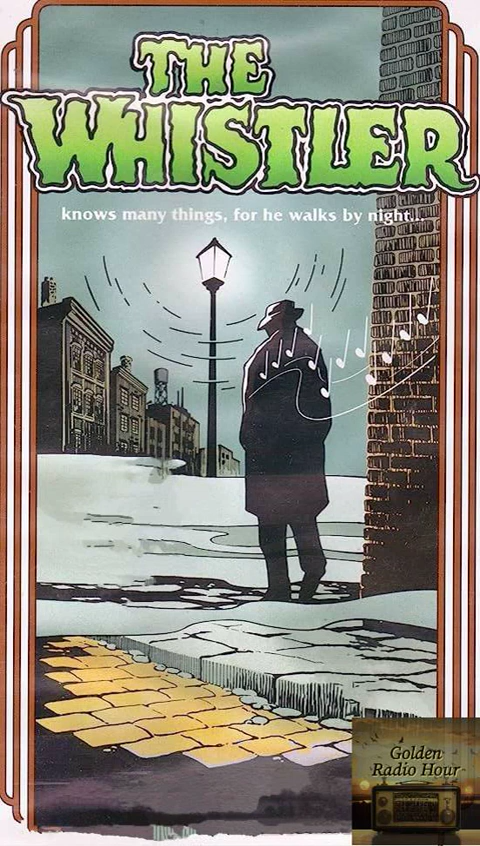 THE
WHISTLER
knows many things, for he walks by night...
Golden
Radio Hour